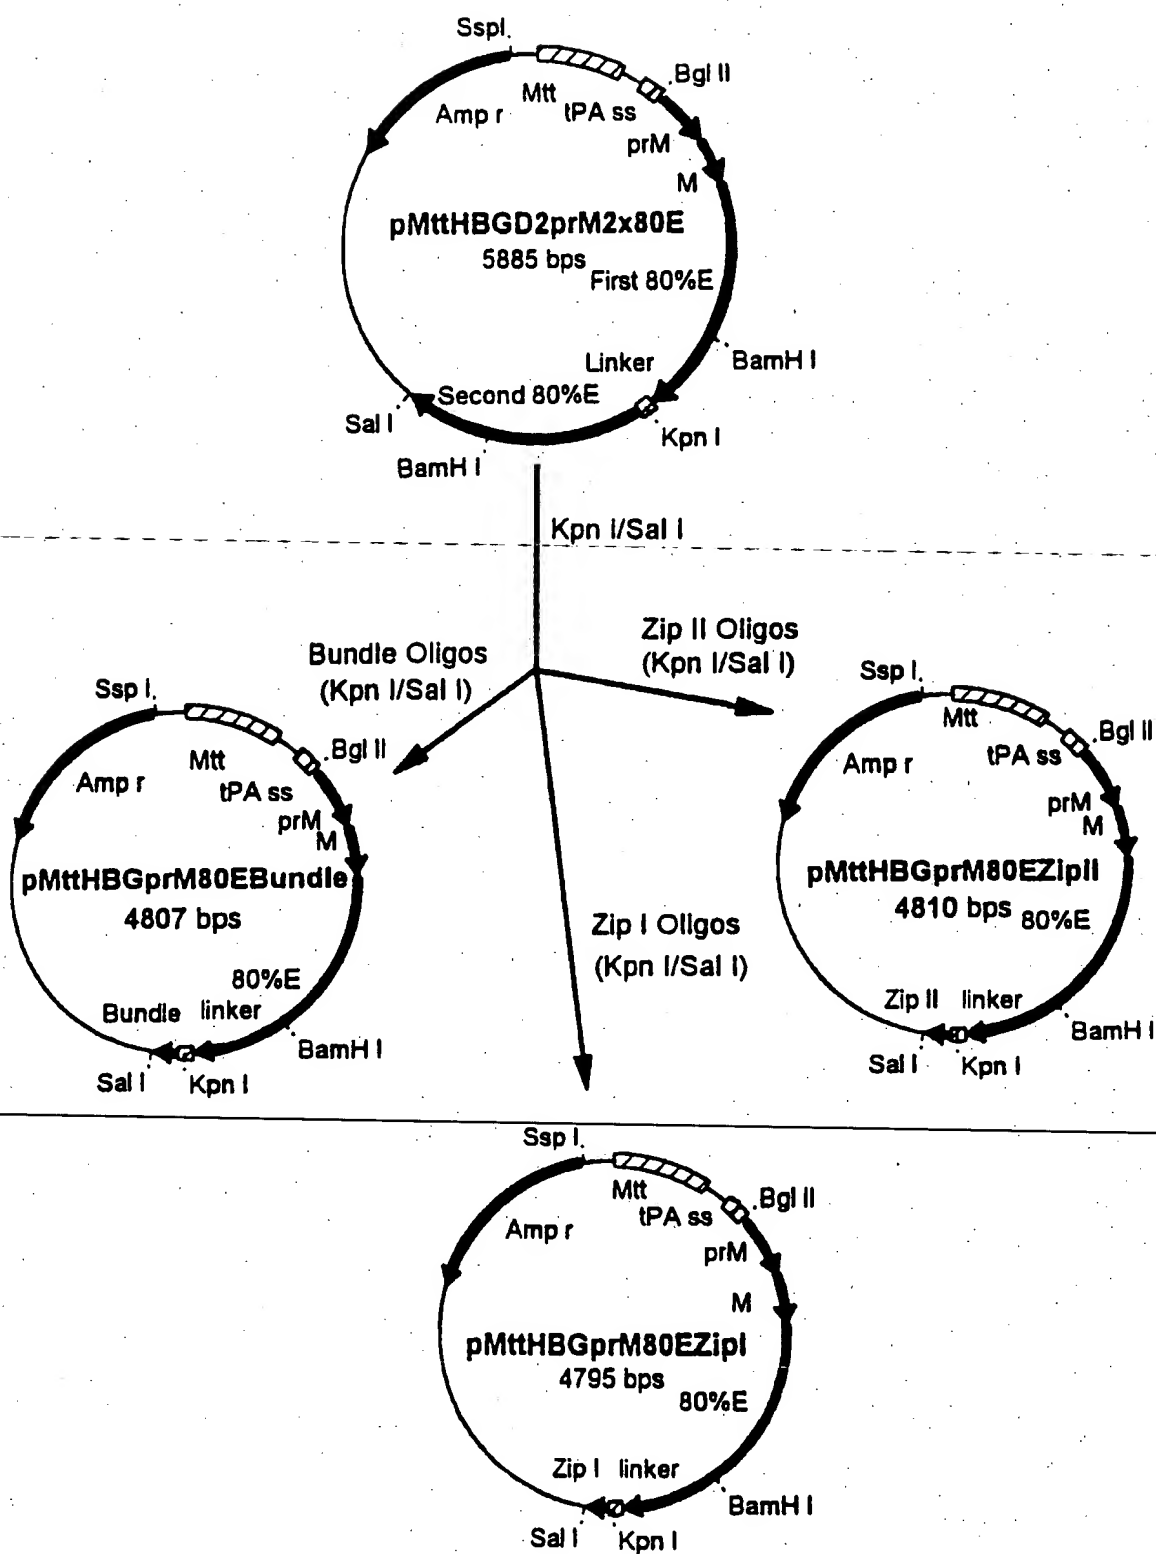 SspI
Bgl II
Mtt
tPA ss
Amp r
prM
M
pMttHBGD2prM2x80E
5885 bps
First 80%E
Linker
BamH I
Second 80%E
Sal I
Kpn I
BamH I
Kpn I/Sal I
Bundle Oligos
(Kpn I/Sal I)
Zip II Oligos
(Kpn I/Sal I)
Ssp I
Bgl II
Mtt
Amp r
tPA ss
prM
M
pMttHBGprM80EBundle
4807 bps
80%E
Bundle linker
BamH I
Sal I
Kpn I
Zip I Oligos
(Kpn I/Sal I)
Ssp I
Mtt
Bgl II
tPA ss
Amp r
prM
M
pMttHBGprM80EZipII
4810 bps
80%E
Zip II linker
BamH I
Sal I
Kpn I
Ssp I
Mtt
Bgl II
tPA ss
Amp r
prM
M
pMttHBGprM80EZipI
4795 bps
80%E
Zip I linker
BamH I
Sal I
Kpn I